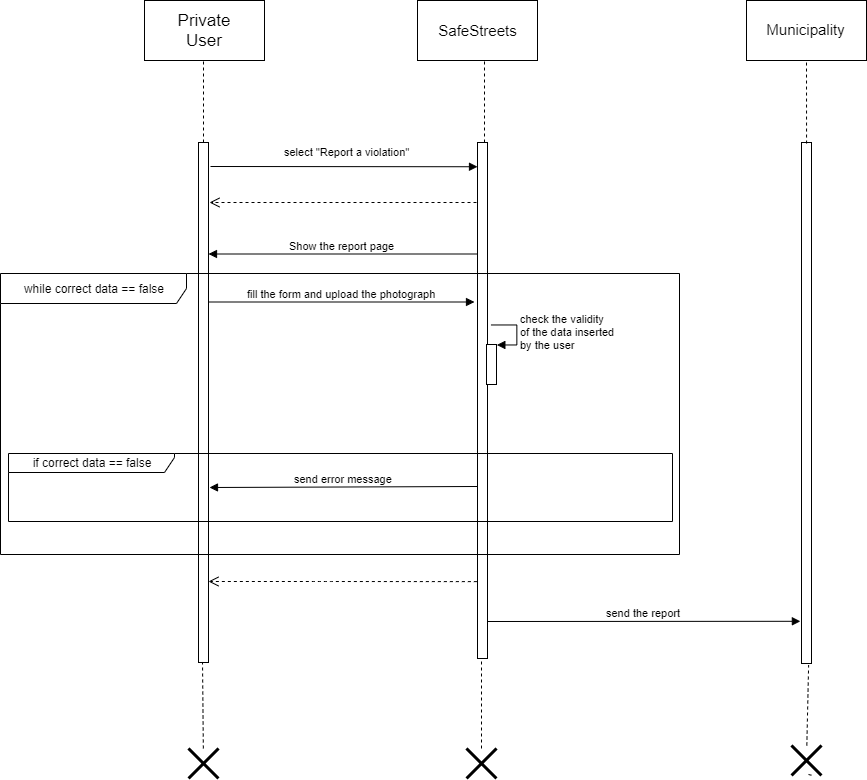 Private
User
SafeStreets
Municipality
select "Report a violation"
Show the report page
while correct data == false
fill the form and upload the photograph
check the validity
of the data inserted
by the user
if correct data == false
send error message
send the report